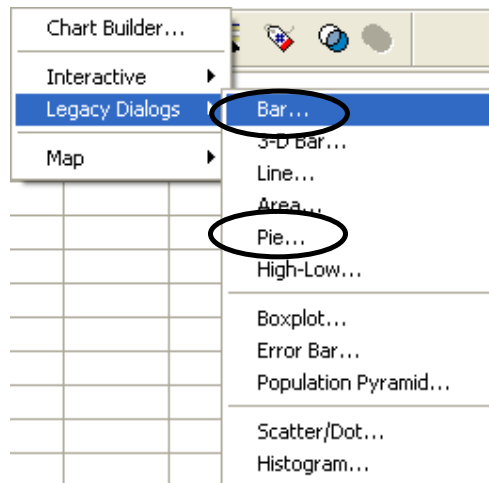 Chart Builder...
Interactive
Legacy Dialogs
Map
Bar...
3-D Bar...
Line...
Area...
Pie...
High-Low...
Boxplot...
Error Bar...
Population Pyramid...
Scatter/Dot...
Histogram...